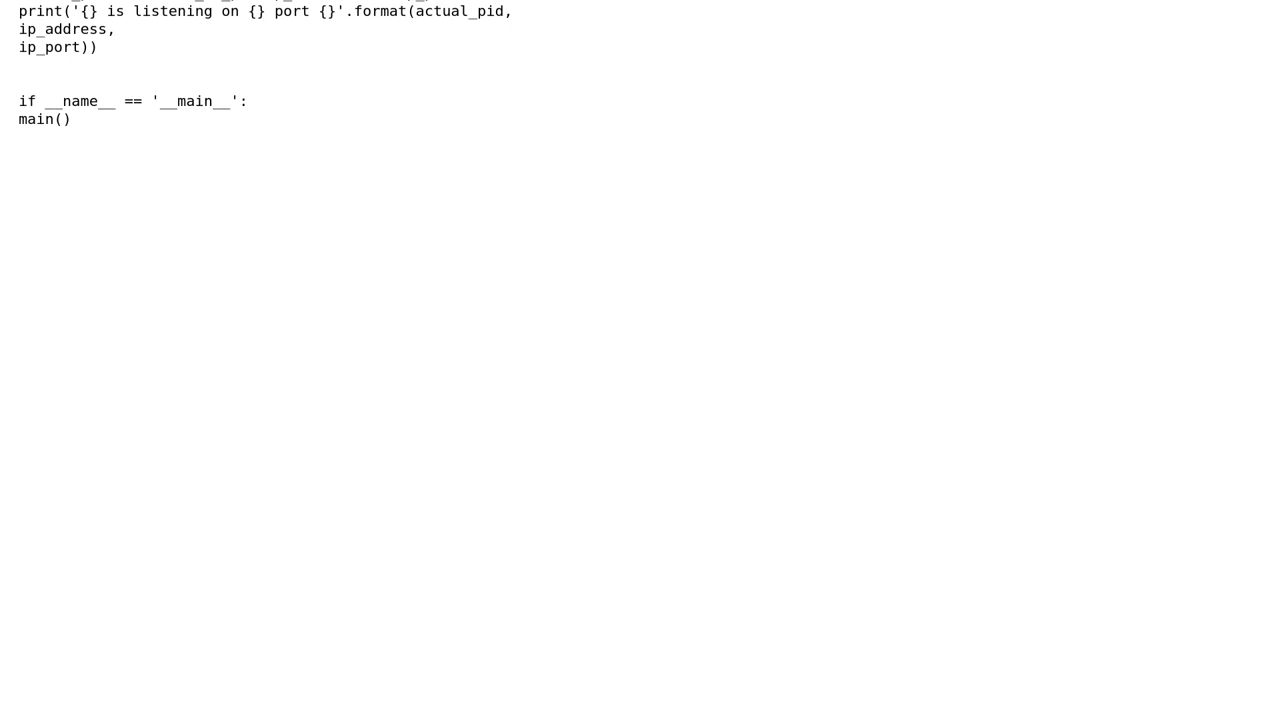 print('{} is listening on {} port {}'.format(actual_pid,
ip_address,
ip_port))
if __name__ == '__main__':
main()